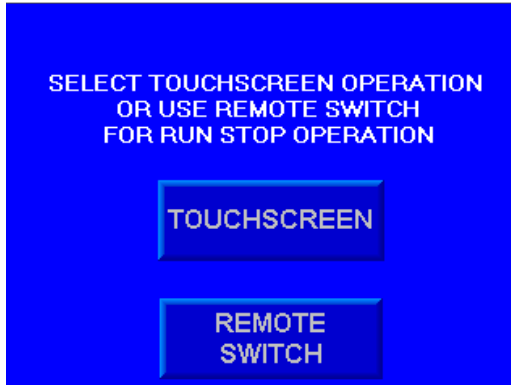 SELECT TOUCHSCREEN OPERATION
OR USE REMOTE SWITCH
FOR RUN STOP OPERATION
TOUCHSCREEN
REMOTE
SWITCH